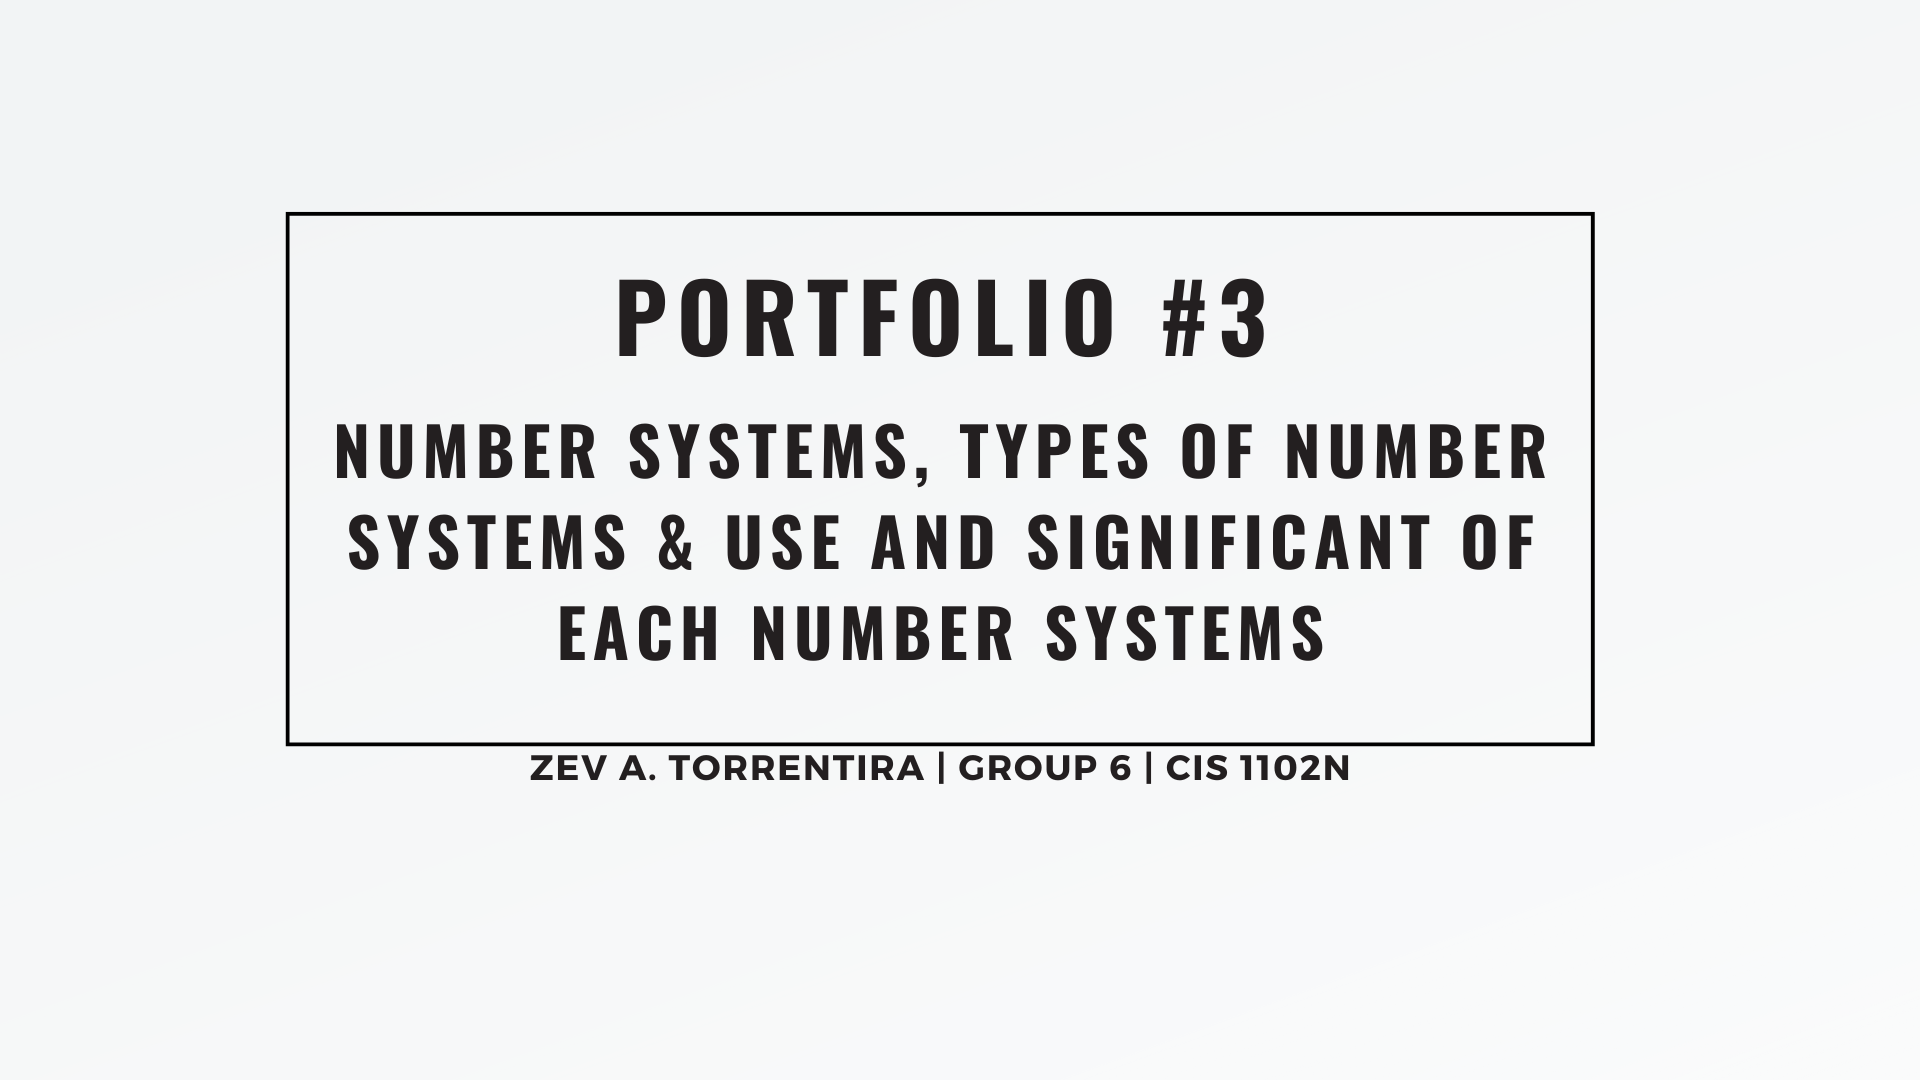 PORTFOLIO #3
NUMBER SYSTEMS, TYPES OF NUMBER
SYSTEMS & USE AND SIGNIFICANT OF
EACH NUMBER SYSTEMS
ZEV A. TORRENTIRA | GROUP 6 | CIS 1102N